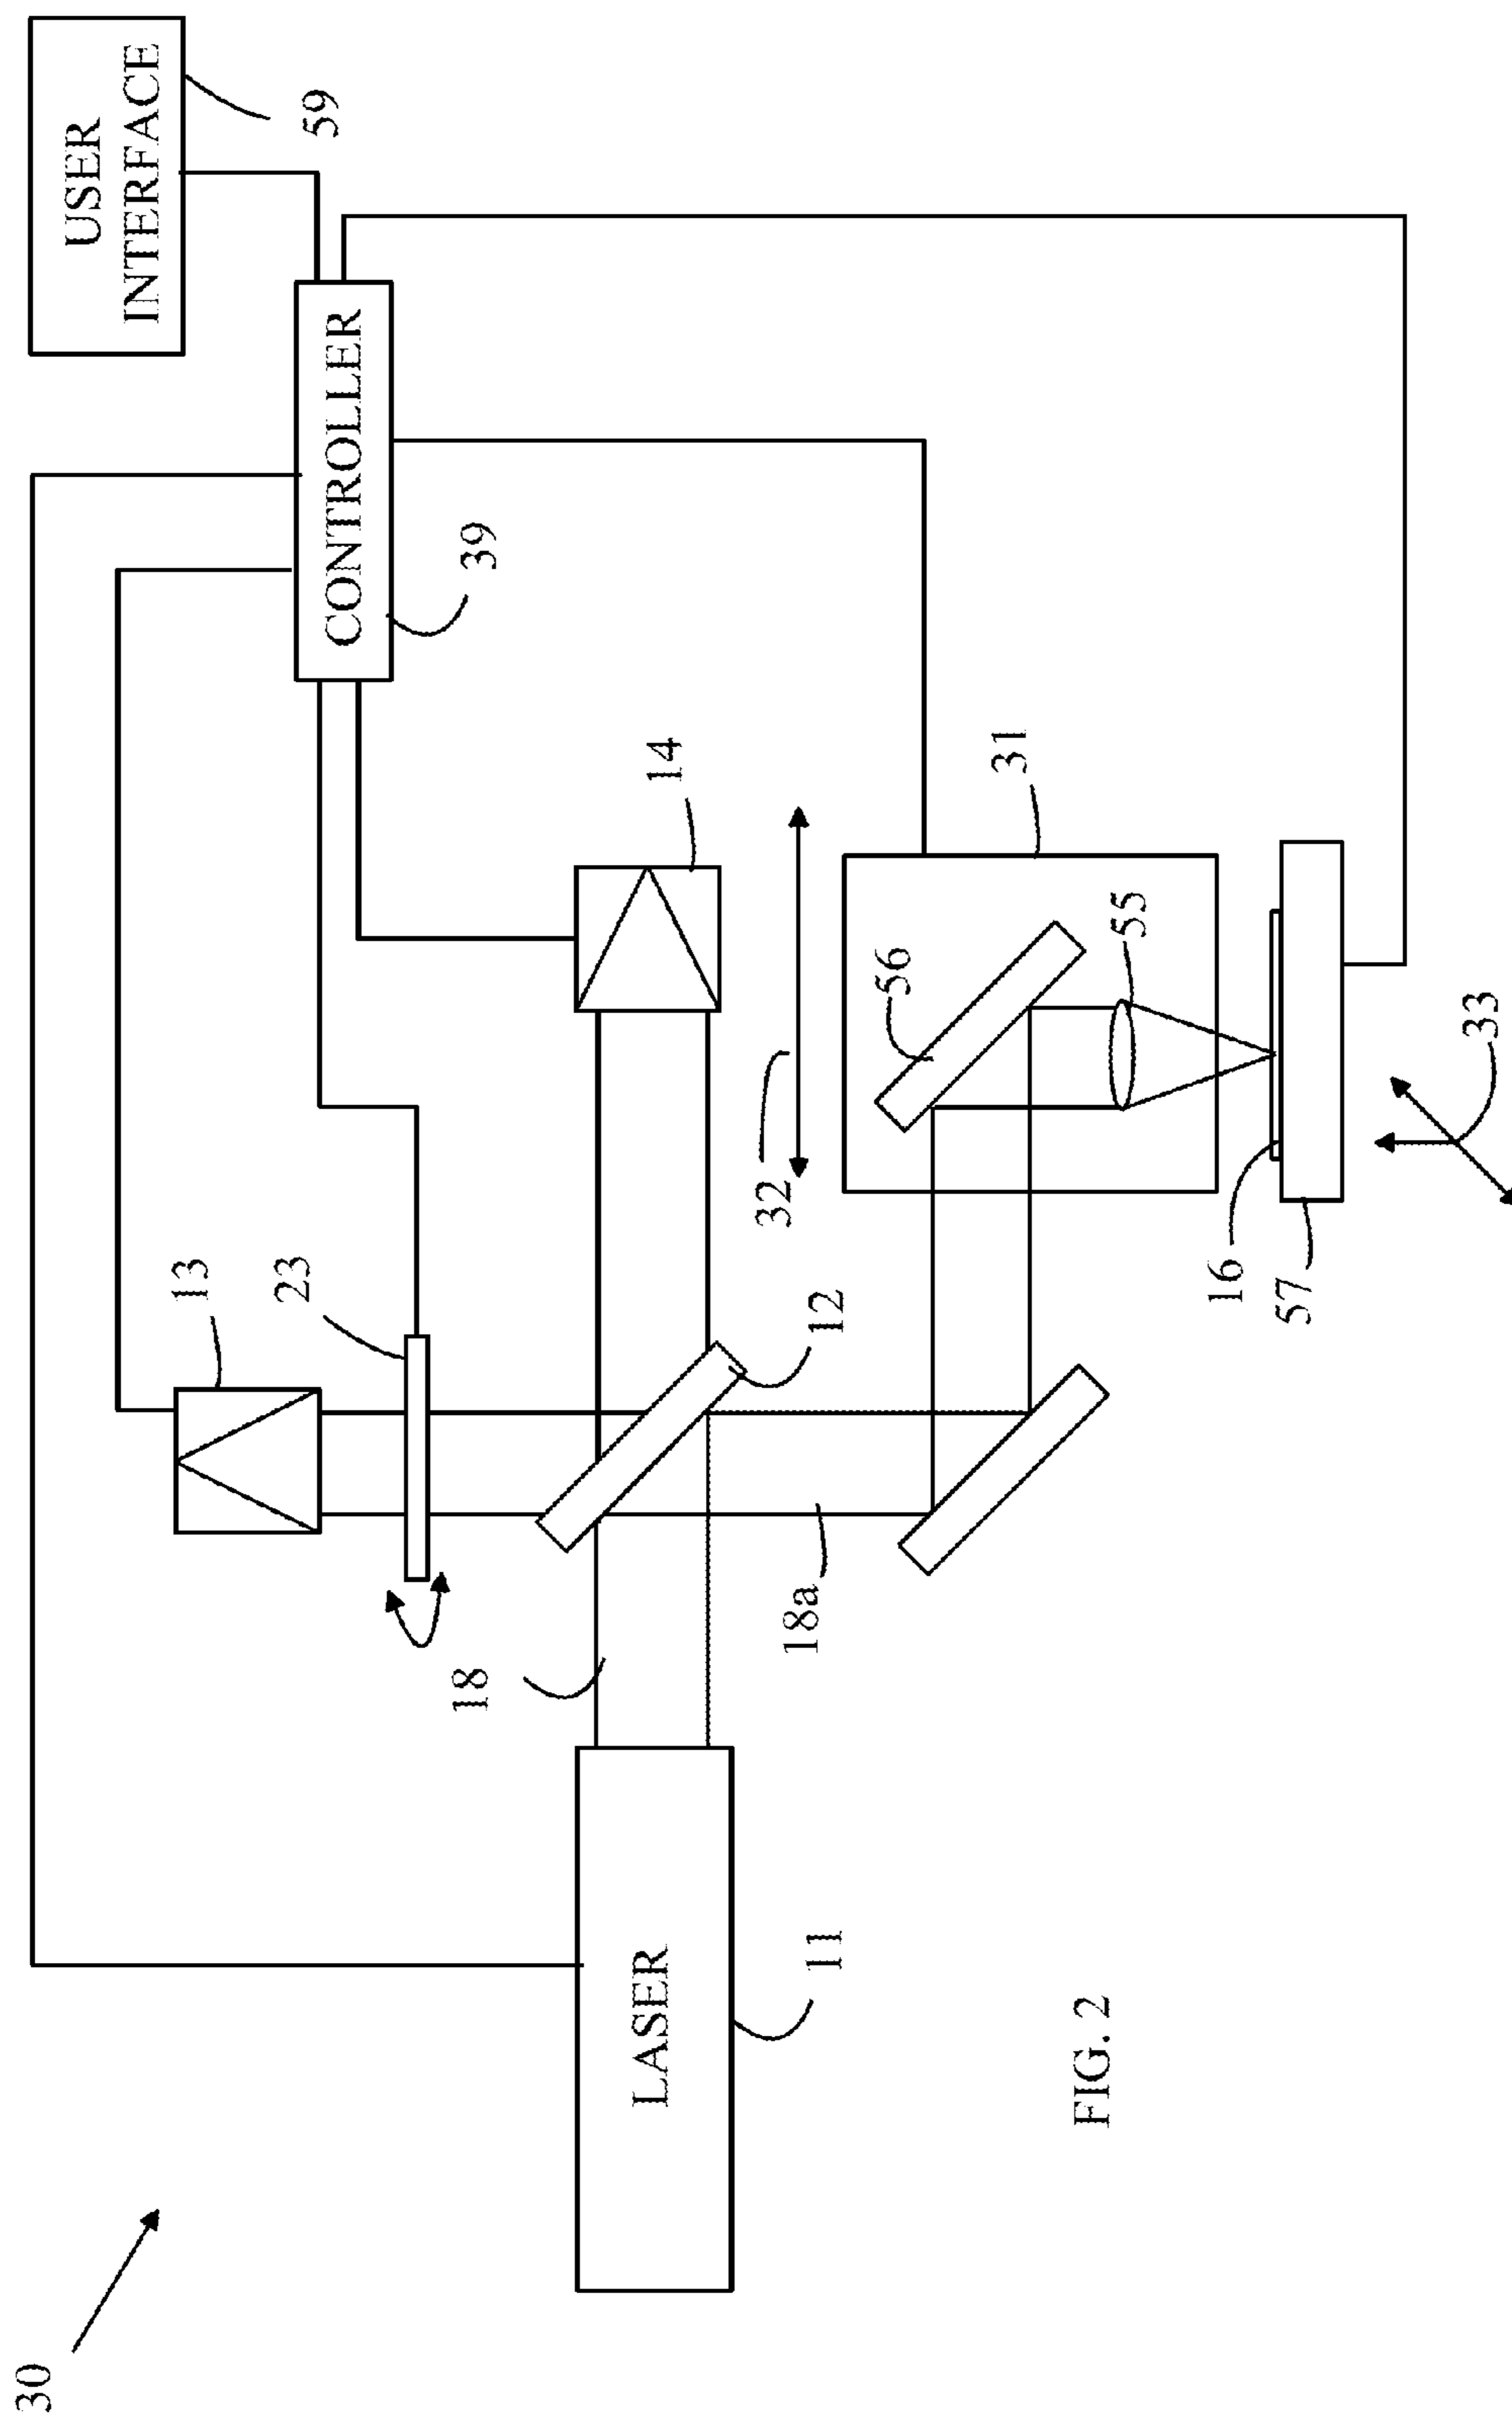 30
USER
INTERFACE
59
CONTROLLER
39
13
23
14
18
12
32
31
56
55
18a
LASER
11
16
57
33
FIG. 2